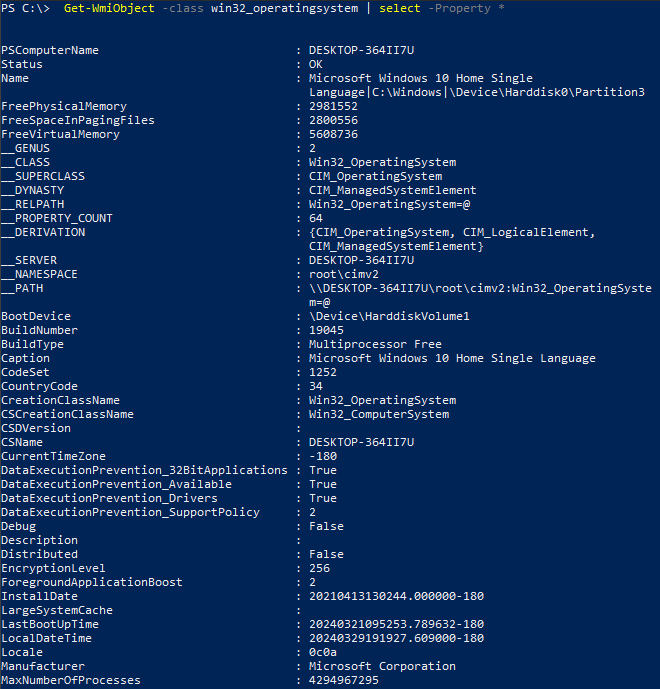 PS C:\>  Get-WmiObject -class win32_operatingsystem | select -Property *
PSComputerName                            : DESKTOP-364II7U
Status                                    : OK
Name                                      : Microsoft Windows 10 Home Single
                                            Language|C:\Windows|\Device\Harddisk0\Partition3
FreePhysicalMemory                        : 2981552
FreeSpaceInPagingFiles                    : 2800556
FreeVirtualMemory                         : 5608736
__GENUS                                   : 2
__CLASS                                   : Win32_OperatingSystem
__SUPERCLASS                              : CIM_OperatingSystem
__DYNASTY                                 : CIM_ManagedSystemElement
__RELPATH                                 : Win32_OperatingSystem=@
__PROPERTY_COUNT                          : 64
__DERIVATION                              : {CIM_OperatingSystem, CIM_LogicalElement,
                                            CIM_ManagedSystemElement}
__SERVER                                  : DESKTOP-364II7U
__NAMESPACE                               : root\cimv2
__PATH                                    : \\DESKTOP-364II7U\root\cimv2:Win32_OperatingSyste
                                            m=@
BootDevice                                : \Device\HarddiskVolume1
BuildNumber                               : 19045
BuildType                                 : Multiprocessor Free
Caption                                   : Microsoft Windows 10 Home Single Language
CodeSet                                   : 1252
CountryCode                               : 34
CreationClassName                         : Win32_OperatingSystem
CSCreationClassName                       : Win32_ComputerSystem
CSDVersion                                :
CSName                                    : DESKTOP-364II7U
CurrentTimeZone                           : -180
DataExecutionPrevention_32BitApplications : True
DataExecutionPrevention_Available         : True
DataExecutionPrevention_Drivers           : True
DataExecutionPrevention_SupportPolicy     : 2
Debug                                     : False
Description                               :
Distributed                               : False
EncryptionLevel                           : 256
ForegroundApplicationBoost                : 2
InstallDate                               : 20210413130244.000000-180
LargeSystemCache                          :
LastBootUpTime                            : 20240321095253.789632-180
LocalDateTime                             : 20240329191927.609000-180
Locale                                    : 0c0a
Manufacturer                              : Microsoft Corporation
MaxNumberOfProcesses                      : 4294967295